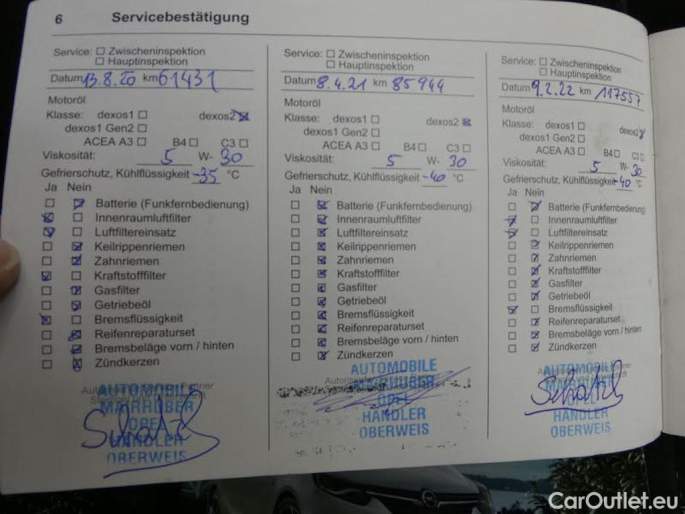 6 Servicebestätigung
Service: Zwischeninspektion
Hauptinspektion
Datum 13.8.20 km 61431
Motoröl
Klasse: dexos1 dexos2
dexos1 Gen2
ACEA A3 B4 C3
Viskosität: 5 W- 30
Gefrierschutz, Kühlflüssigkeit -35 °C
Ja Nein
Batterie (Funkfernbedienung)
Innenraumluftfilter
Luftfiltereinsatz
Keilrippenriemen
Zahnriemen
Kraftstofffilter
Gasfilter
Getriebeöl
Bremsflüssigkeit
Reifenreparaturset
Bremsbeläge vorn / hinten
Zündkerzen
AUTOMOBILE
MARHUBER
OPEL
HÄNDLER
OBERWEIS
Service: Zwischeninspektion
Hauptinspektion
Datum 8.4.21 km 85944
Motoröl
Klasse: dexos1 dexos2
dexos1 Gen2
ACEA A3 B4 C3
Viskosität: 5 W- 30
Gefrierschutz, Kühlflüssigkeit -40 °C
Ja Nein
Batterie (Funkfernbedienung)
Innenraumluftfilter
Luftfiltereinsatz
Keilrippenriemen
Zahnriemen
Kraftstofffilter
Gasfilter
Getriebeöl
Bremsflüssigkeit
Reifenreparaturset
Bremsbeläge vorn / hinten
Zündkerzen
AUTOMOBILE
MARHUBER
OPEL
HÄNDLER
OBERWEIS
Service: Zwischeninspektion
Hauptinspektion
Datum 9.2.22 km 117557
Motoröl
Klasse: dexos1 dexos2
dexos1 Gen2
ACEA A3 B4 C3
Viskosität: 5 W- 30
Gefrierschutz, Kühlflüssigkeit -40 °C
Ja Nein
Batterie (Funkfernbedienung)
Innenraumluftfilter
Luftfiltereinsatz
Keilrippenriemen
Zahnriemen
Kraftstofffilter
Gasfilter
Getriebeöl
Bremsflüssigkeit
Reifenreparaturset
Bremsbeläge vorn / hinten
Zündkerzen
AUTOMOBILE
HÄNDLER
OBERWEIS
CarOutlet.eu